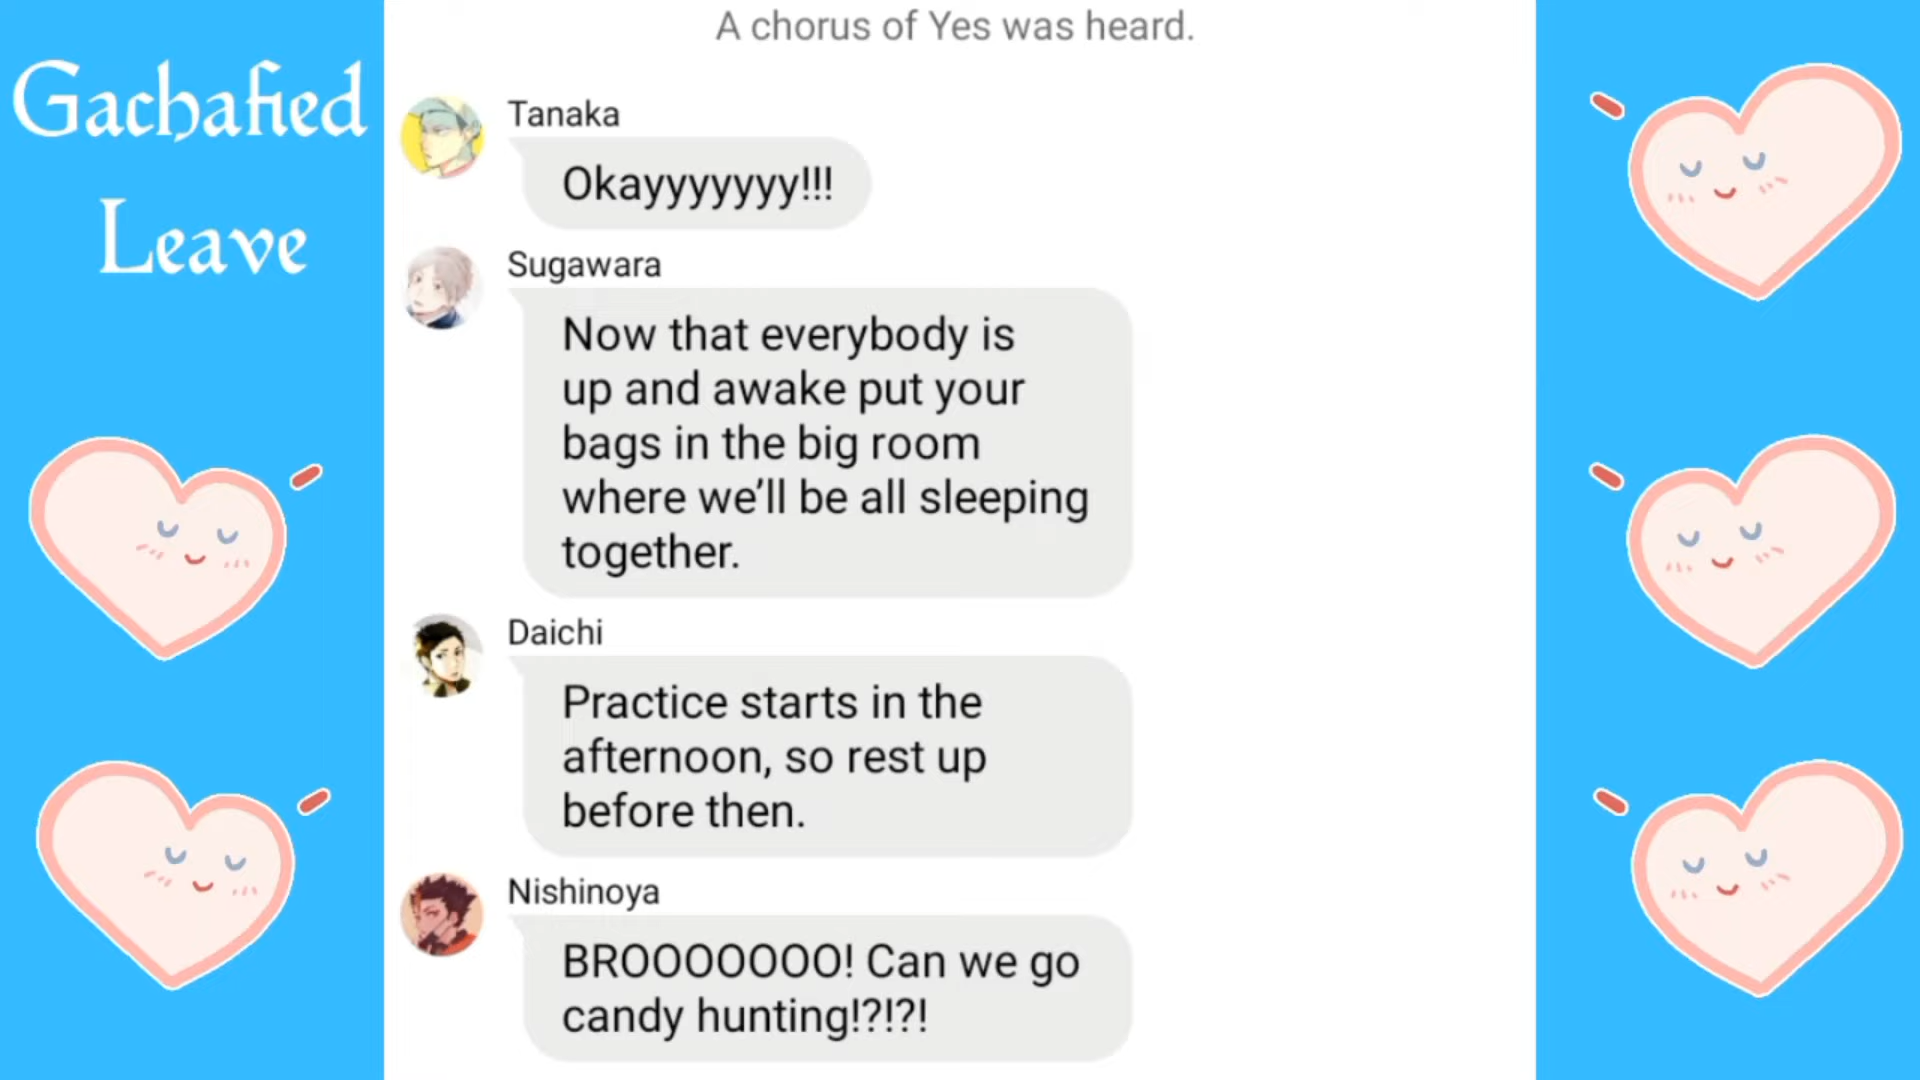 Gachafied
Leave
A chorus of Yes was heard.
Tanaka
Okayyyyyyy!!!
Sugawara
Now that everybody is
up and awake put your
bags in the big room
where we’ll be all sleeping
together.
Daichi
Practice starts in the
afternoon, so rest up
before then.
Nishinoya
BROOOOOOO! Can we go
candy hunting!?!?!